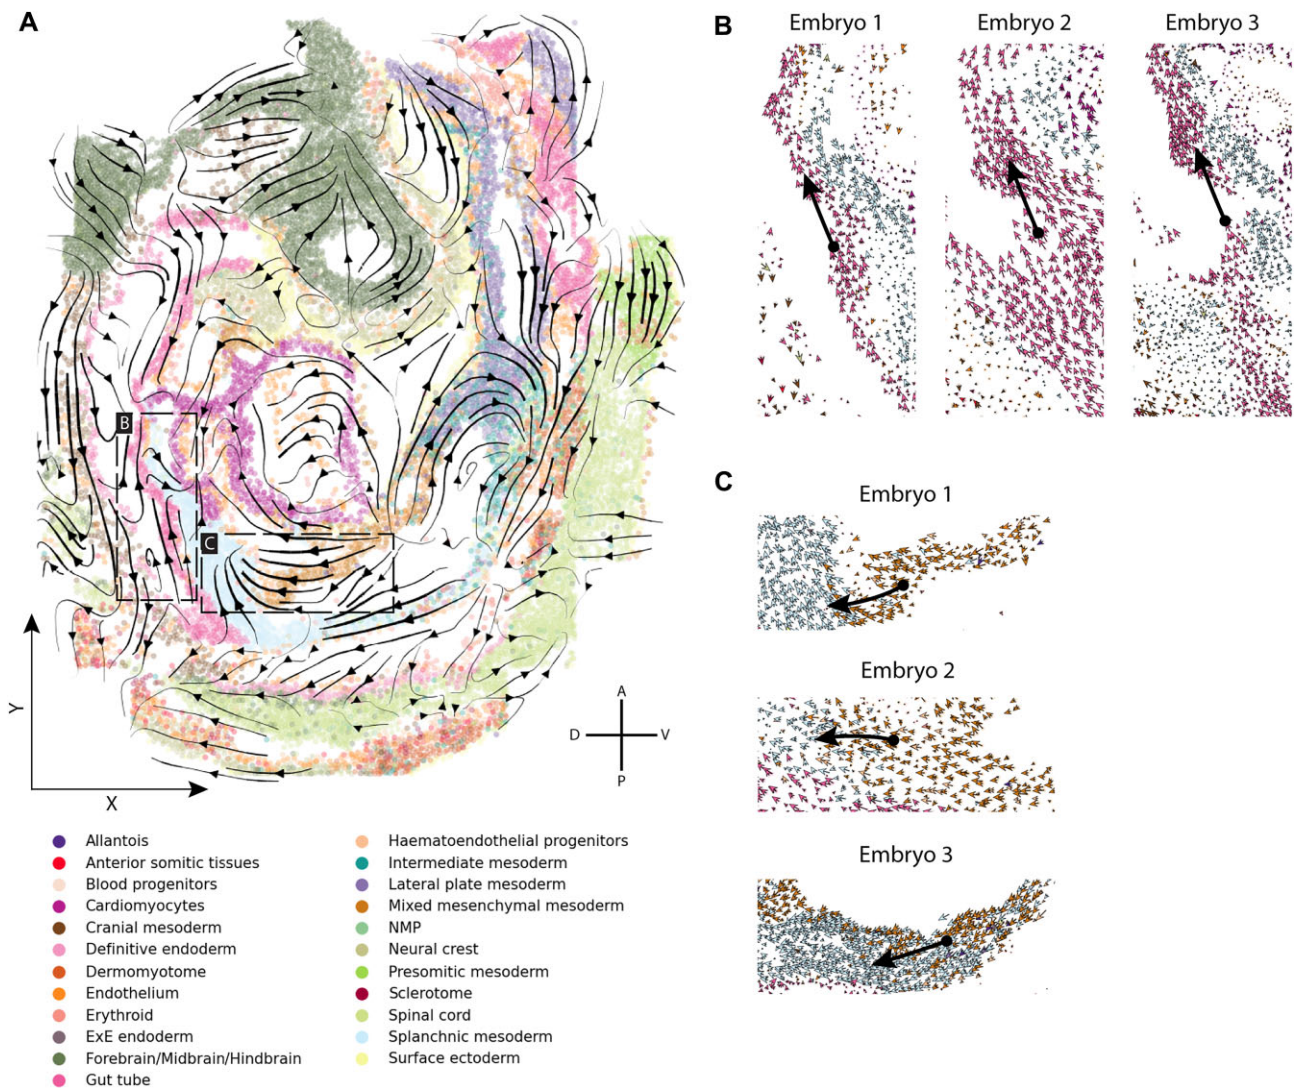 A
B
Embryo 1
Embryo 2
Embryo 3
B
C
C
Embryo 1
Embryo 2
Embryo 3
Y
X
A
D
V
P
Allantois
Anterior somitic tissues
Blood progenitors
Cardiomyocytes
Cranial mesoderm
Definitive endoderm
Dermomyotome
Endothelium
Erythroid
ExE endoderm
Forebrain/Midbrain/Hindbrain
Gut tube
Haematoendothelial progenitors
Intermediate mesoderm
Lateral plate mesoderm
Mixed mesenchymal mesoderm
NMP
Neural crest
Presomitic mesoderm
Sclerotome
Spinal cord
Splanchnic mesoderm
Surface ectoderm